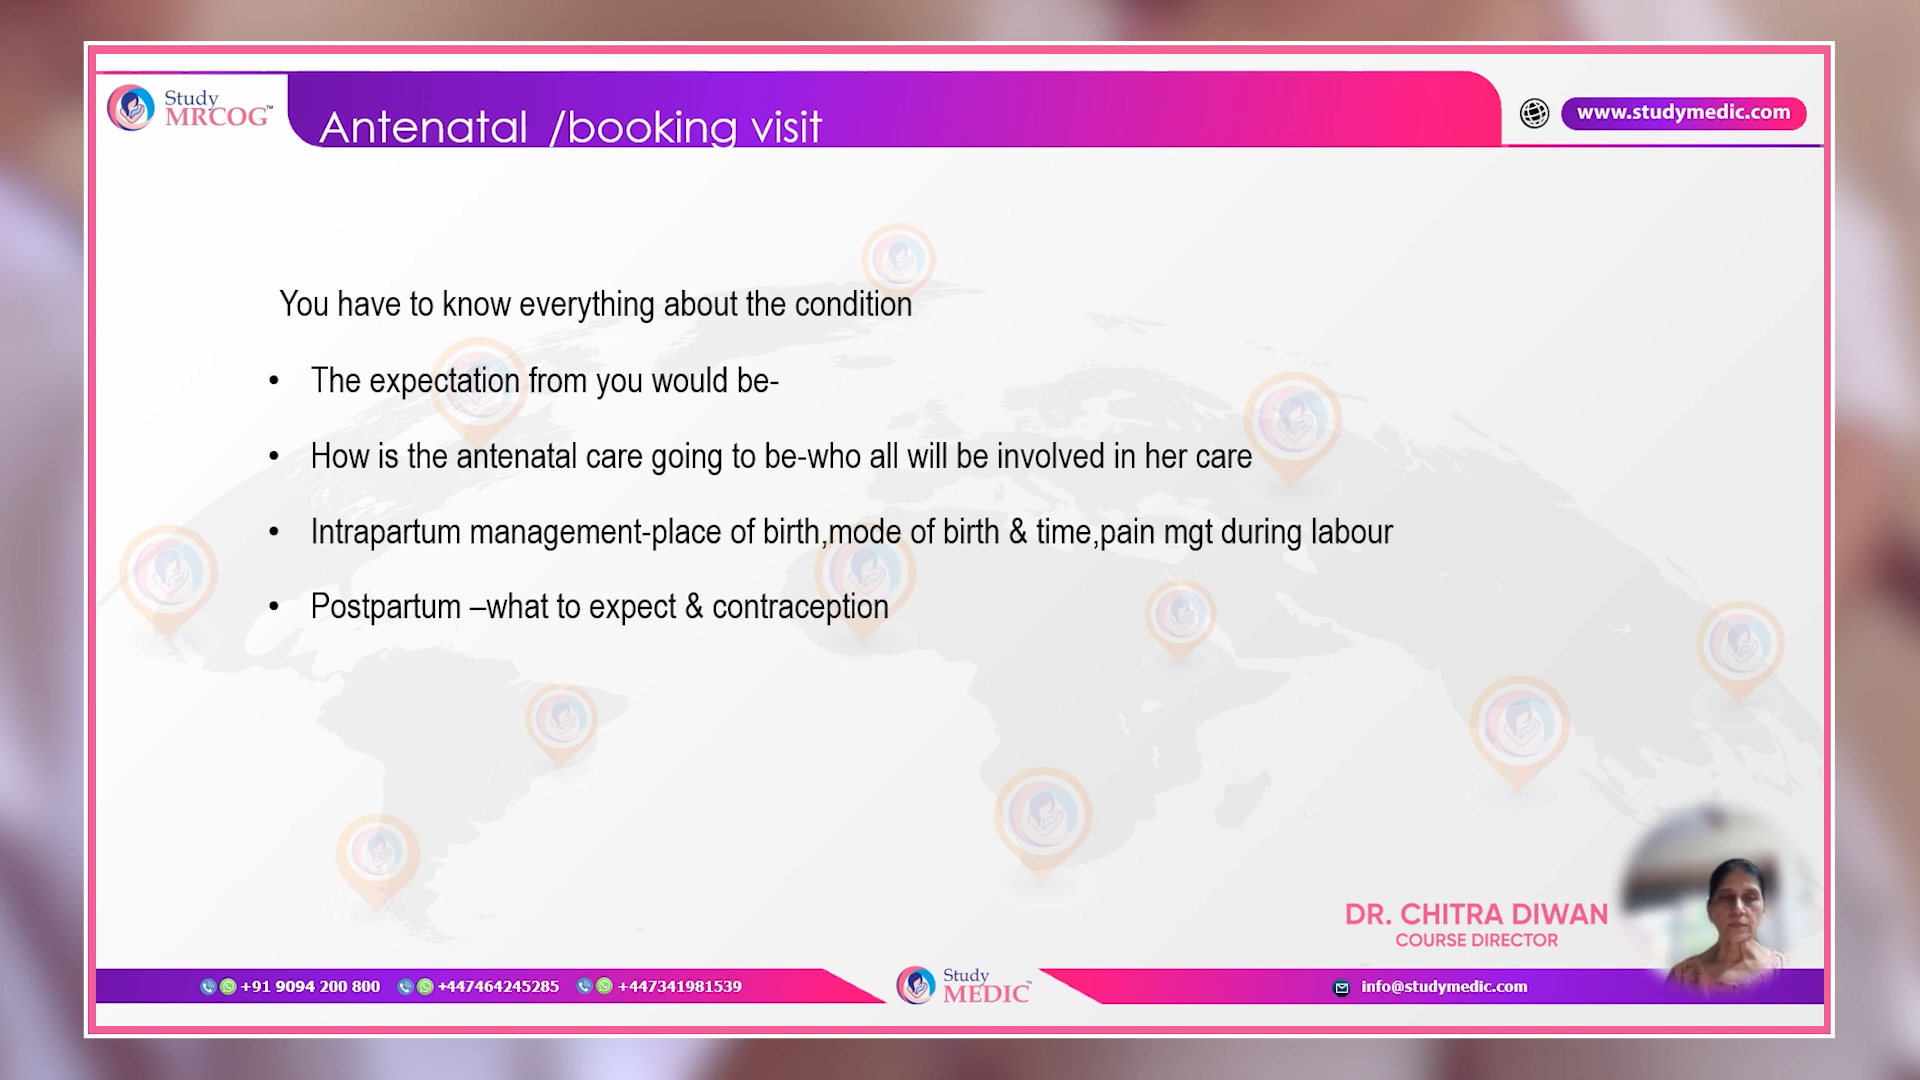 Study
MRCOG™
Antenatal /booking visit
www.studymedic.com
You have to know everything about the condition
• The expectation from you would be-
• How is the antenatal care going to be-who all will be involved in her care
• Intrapartum management-place of birth,mode of birth & time,pain mgt during labour
• Postpartum –what to expect & contraception
DR. CHITRA DIWAN
COURSE DIRECTOR
+91 9094 200 800 +447464245285 +447341981539
Study
MEDIC™
info@studymedic.com